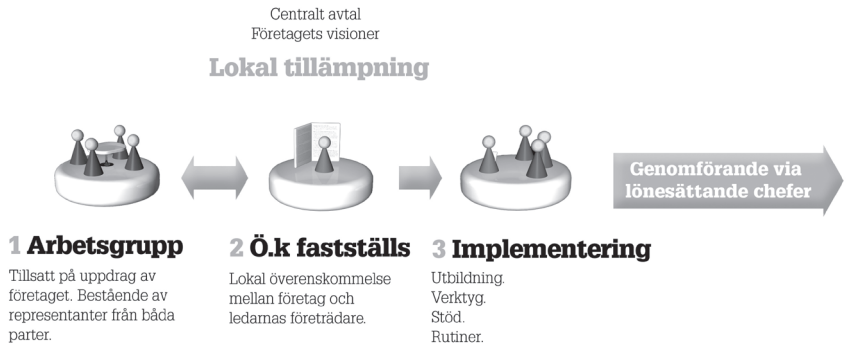 Centralt avtal
Företagets visioner
Lokal tillämpning
Genomförande via
lönesättande chefer
1 Arbetsgrupp
Tillsatt på uppdrag av
företaget. Bestående av
representanter från båda
parter.
2 Ö.k fastställs
Lokal överenskommelse
mellan företag och
ledarnas företrädare.
3 Implementering
Utbildning.
Verktyg.
Stöd.
Rutiner.